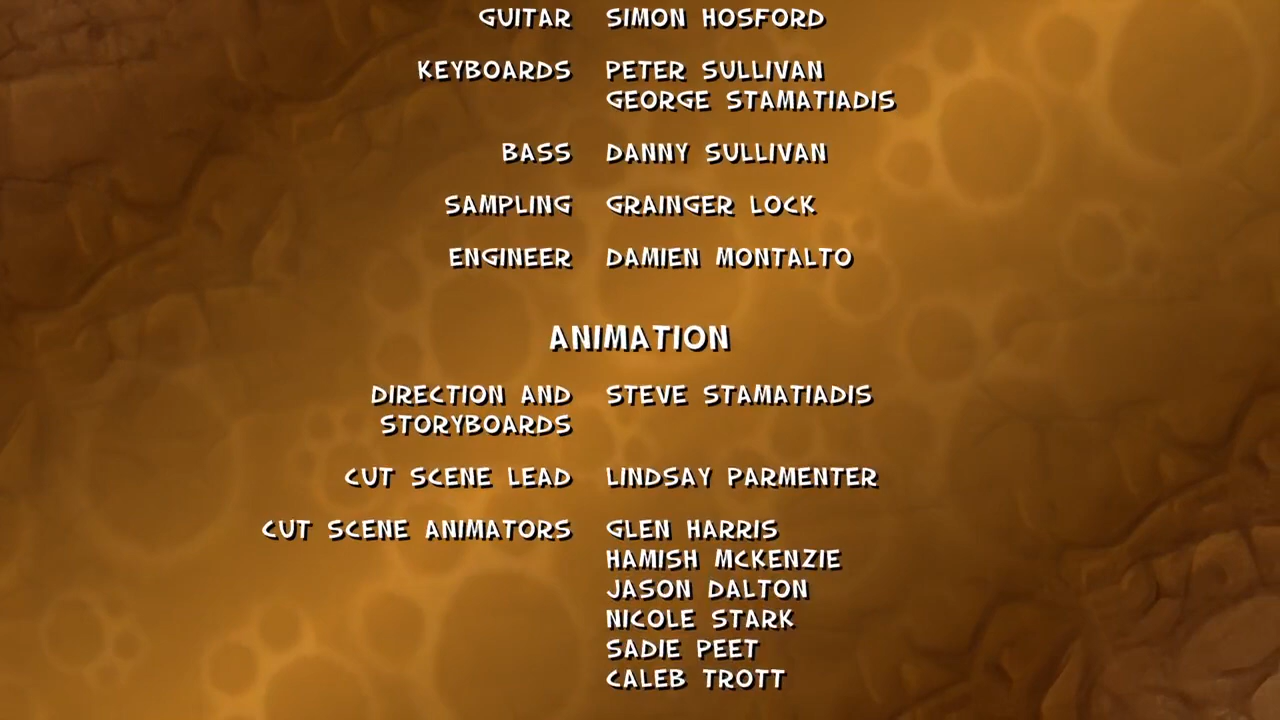 GUITAR SIMON HOSFORD
KEYBOARDS PETER SULLIVAN
GEORGE STAMATIADIS
BASS DANNY SULLIVAN
SAMPLING GRAINGER LOCK
ENGINEER DAMIEN MONTALTO
ANIMATION
DIRECTION AND STEVE STAMATIADIS
STORYBOARDS
CUT SCENE LEAD LINDSAY PARMENTER
CUT SCENE ANIMATORS GLEN HARRIS
HAMISH MCKENZIE
JASON DALTON
NICOLE STARK
SADIE PEET
CALEB TROTT